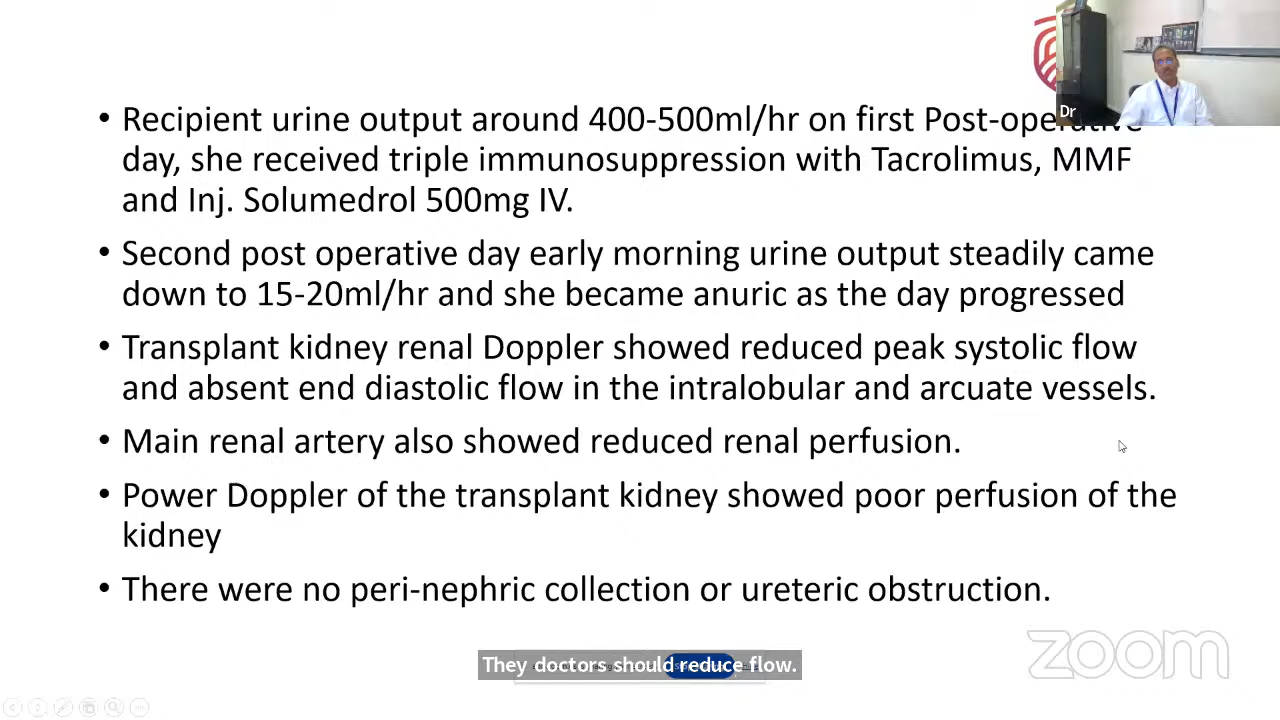 Dr
• Recipient urine output around 400-500ml/hr on first Post-operative
day, she received triple immunosuppression with Tacrolimus, MMF
and Inj. Solumedrol 500mg IV.
• Second post operative day early morning urine output steadily came
down to 15-20ml/hr and she became anuric as the day progressed
• Transplant kidney renal Doppler showed reduced peak systolic flow
and absent end diastolic flow in the intralobular and arcuate vessels.
• Main renal artery also showed reduced renal perfusion.
• Power Doppler of the transplant kidney showed poor perfusion of the
kidney
• There were no peri-nephric collection or ureteric obstruction.
zoom
They doctors should reduce flow.